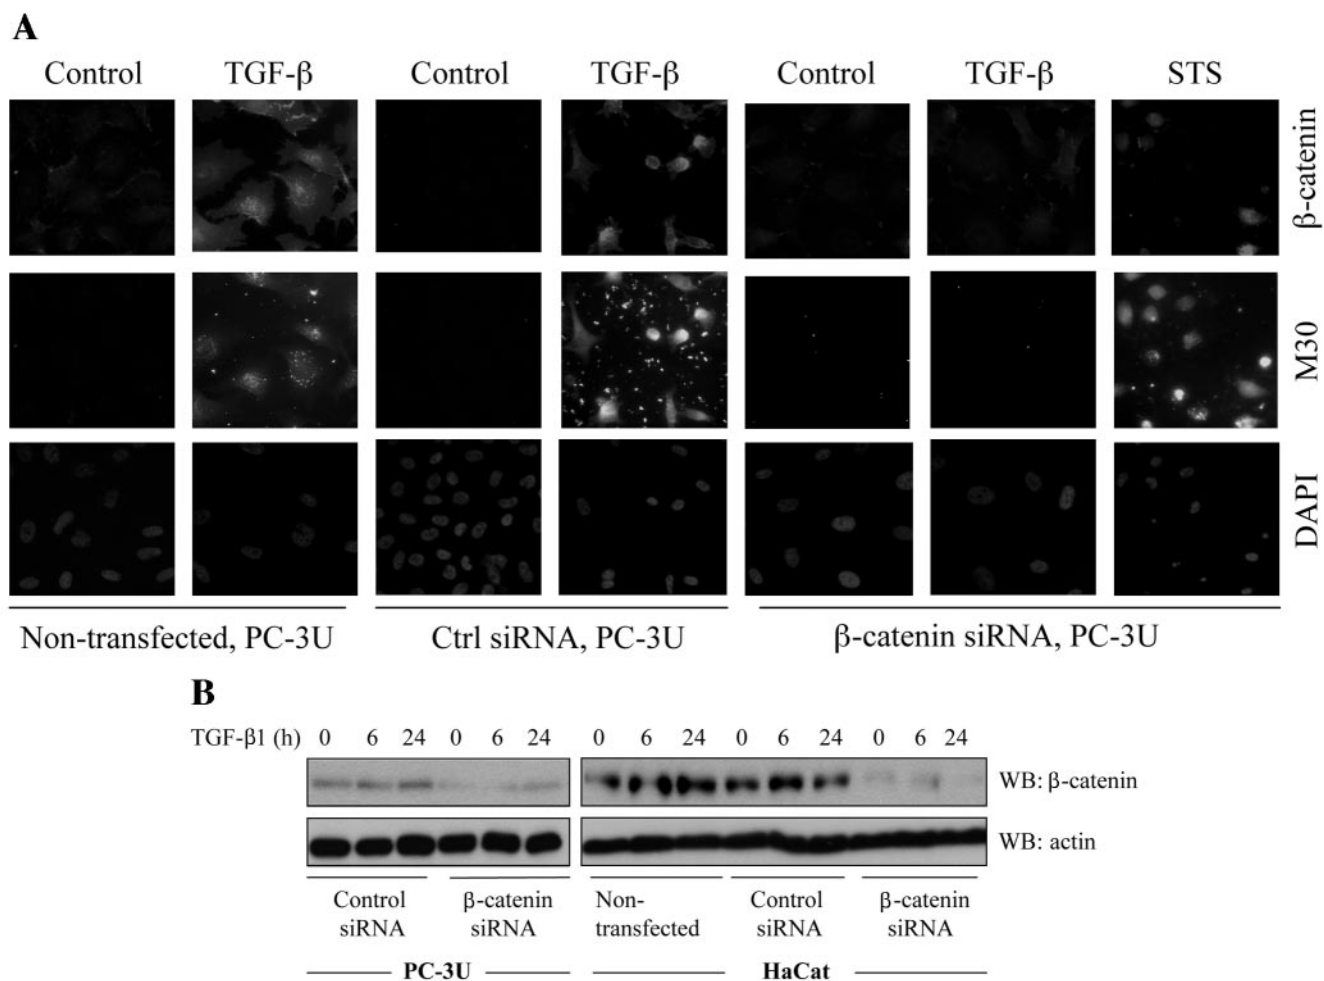 A
Control TGF-β Control TGF-β Control TGF-β STS
β-catenin
M30
DAPI
Non-transfected, PC-3U Ctrl siRNA, PC-3U β-catenin siRNA, PC-3U
B
TGF-β1 (h) 0 6 24 0 6 24 0 6 24 0 6 24 0 6 24
WB: β-catenin
WB: actin
Control β-catenin Non- Control β-catenin
siRNA siRNA transfected siRNA siRNA
PC-3U HaCat